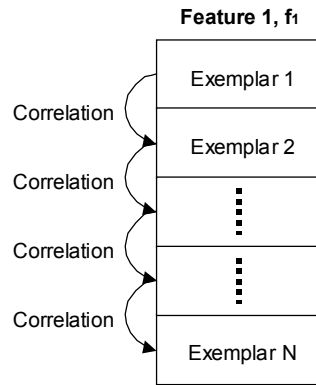 Feature 1, f1
Exemplar 1
Correlation
Exemplar 2
Correlation
Correlation
Correlation
Exemplar N